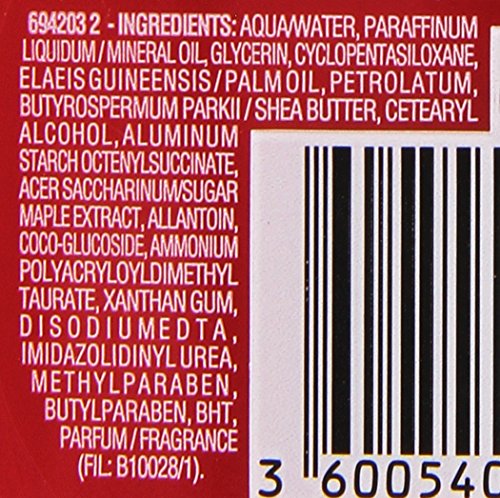 694203 2 - INGREDIENTS: AQUA/WATER, PARAFFINUM
LIQUIDUM / MINERAL OIL, GLYCERIN, CYCLOPENTASILOXANE,
ELAEIS GUINEENSIS / PALM OIL, PETROLATUM,
BUTYROSPERMUM PARKII / SHEA BUTTER, CETEARYL
ALCOHOL, ALUMINUM
STARCH OCTENYLSUCCINATE,
ACER SACCHARINUM/SUGAR
MAPLE EXTRACT, ALLANTOIN,
COCO-GLUCOSIDE, AMMONIUM
POLYACRYLOYLDIMETHYL
TAURATE, XANTHAN GUM,
DISODIUM EDTA,
IMIDAZOLIDINYL UREA,
METHYLPARABEN,
BUTYLPARABEN, BHT,
PARFUM / FRAGRANCE
(FIL: B10028/1).
3 600540